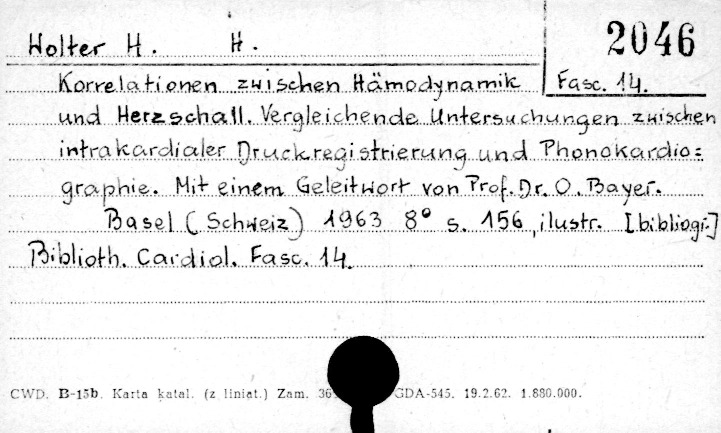 Wolter H. H.
2046
Fasc. 14.
Korrelationen zwischen Hämodynamik
und Herzschall. Vergleichende Untersuchungen zwischen
intrakardialer Druckregistrierung und Phonokardio=
graphie. Mit einem Geleitwort von Prof. Dr. O. Bayer.
Basel (Schweiz) 1963 8° s. 156, ilustr. [bibliogr.]
Biblioth. Cardiol. Fasc. 14.
CWD. B-15b. Karta katal. (z liniat.) Zam. GDA-545. 19.2.62. 1.880.000.